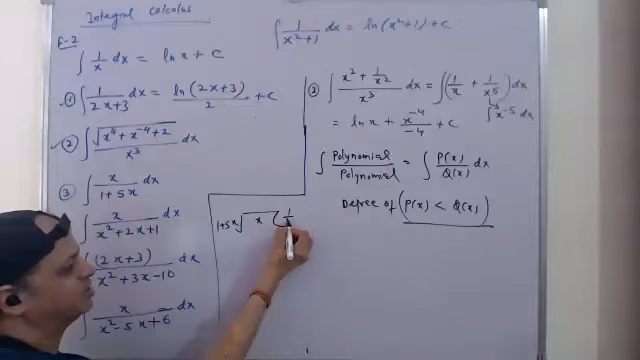 Integral Calculus
E-2
∫ 1/x dx = ln x + c
① ∫ 1/(2x+3) dx = ln(2x+3)/2 + c
② ∫ √(x⁴+x⁻⁴+2)/x³ dx
③ ∫ x/(1+5x) dx
∫ x/(x²+2x+1) dx
(2x+3)/(x²+3x-10) dx
∫ x/(x²-5x+6) dx
∫ 1/(x²+1) dx = ln(x²+1) + c
② ∫ (x² + 1/x²)/x³ dx = ∫(1/x + 1/x⁵) dx
∫ x⁻⁵ dx
= ln x + x⁻⁴/-4 + c
∫ Polynomial/Polynomial = ∫ P(x)/Q(x) dx
Degree of (P(x) < Q(x))
1+5x √ x ( 1